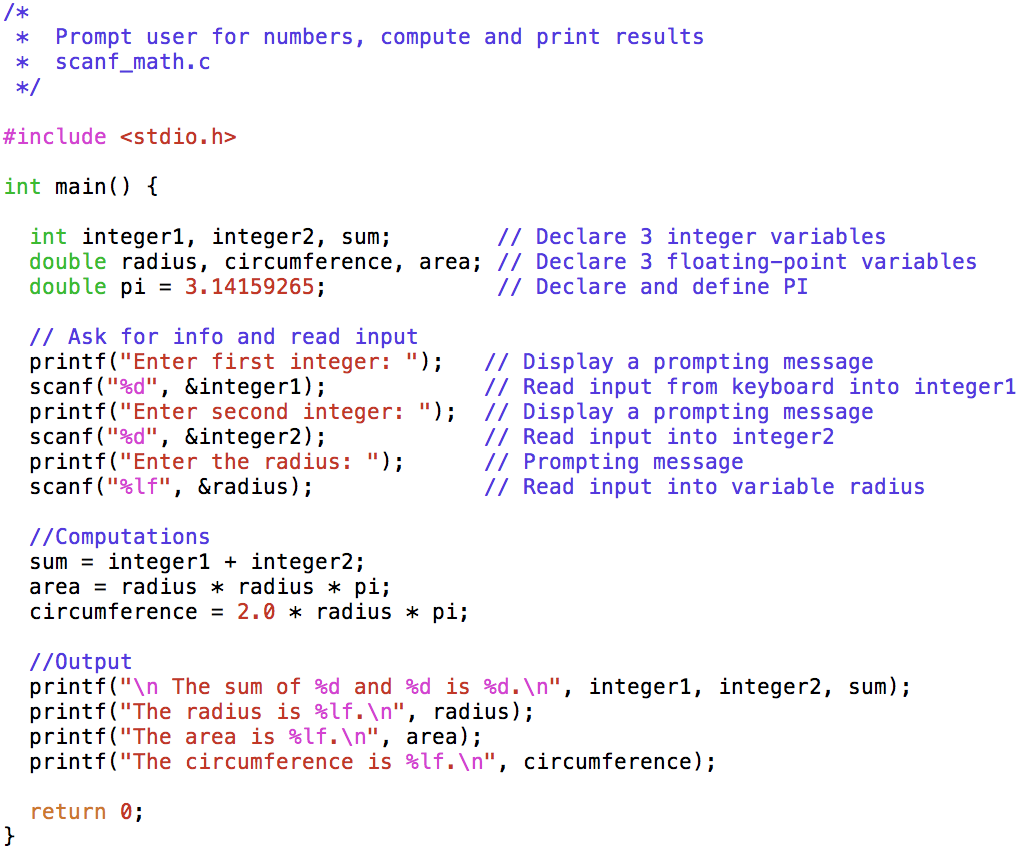 /*
 *  Prompt user for numbers, compute and print results
 *  scanf_math.c
 */

#include <stdio.h>

int main() {

  int integer1, integer2, sum;        // Declare 3 integer variables
  double radius, circumference, area; // Declare 3 floating-point variables
  double pi = 3.14159265;             // Declare and define PI

  // Ask for info and read input
  printf("Enter first integer: ");   // Display a prompting message
  scanf("%d", &integer1);            // Read input from keyboard into integer1
  printf("Enter second integer: ");  // Display a prompting message
  scanf("%d", &integer2);            // Read input into integer2
  printf("Enter the radius: ");      // Prompting message
  scanf("%lf", &radius);             // Read input into variable radius

  //Computations
  sum = integer1 + integer2;
  area = radius * radius * pi;
  circumference = 2.0 * radius * pi;

  //Output
  printf("\n The sum of %d and %d is %d.\n", integer1, integer2, sum);
  printf("The radius is %lf.\n", radius);
  printf("The area is %lf.\n", area);
  printf("The circumference is %lf.\n", circumference);

  return 0;
}